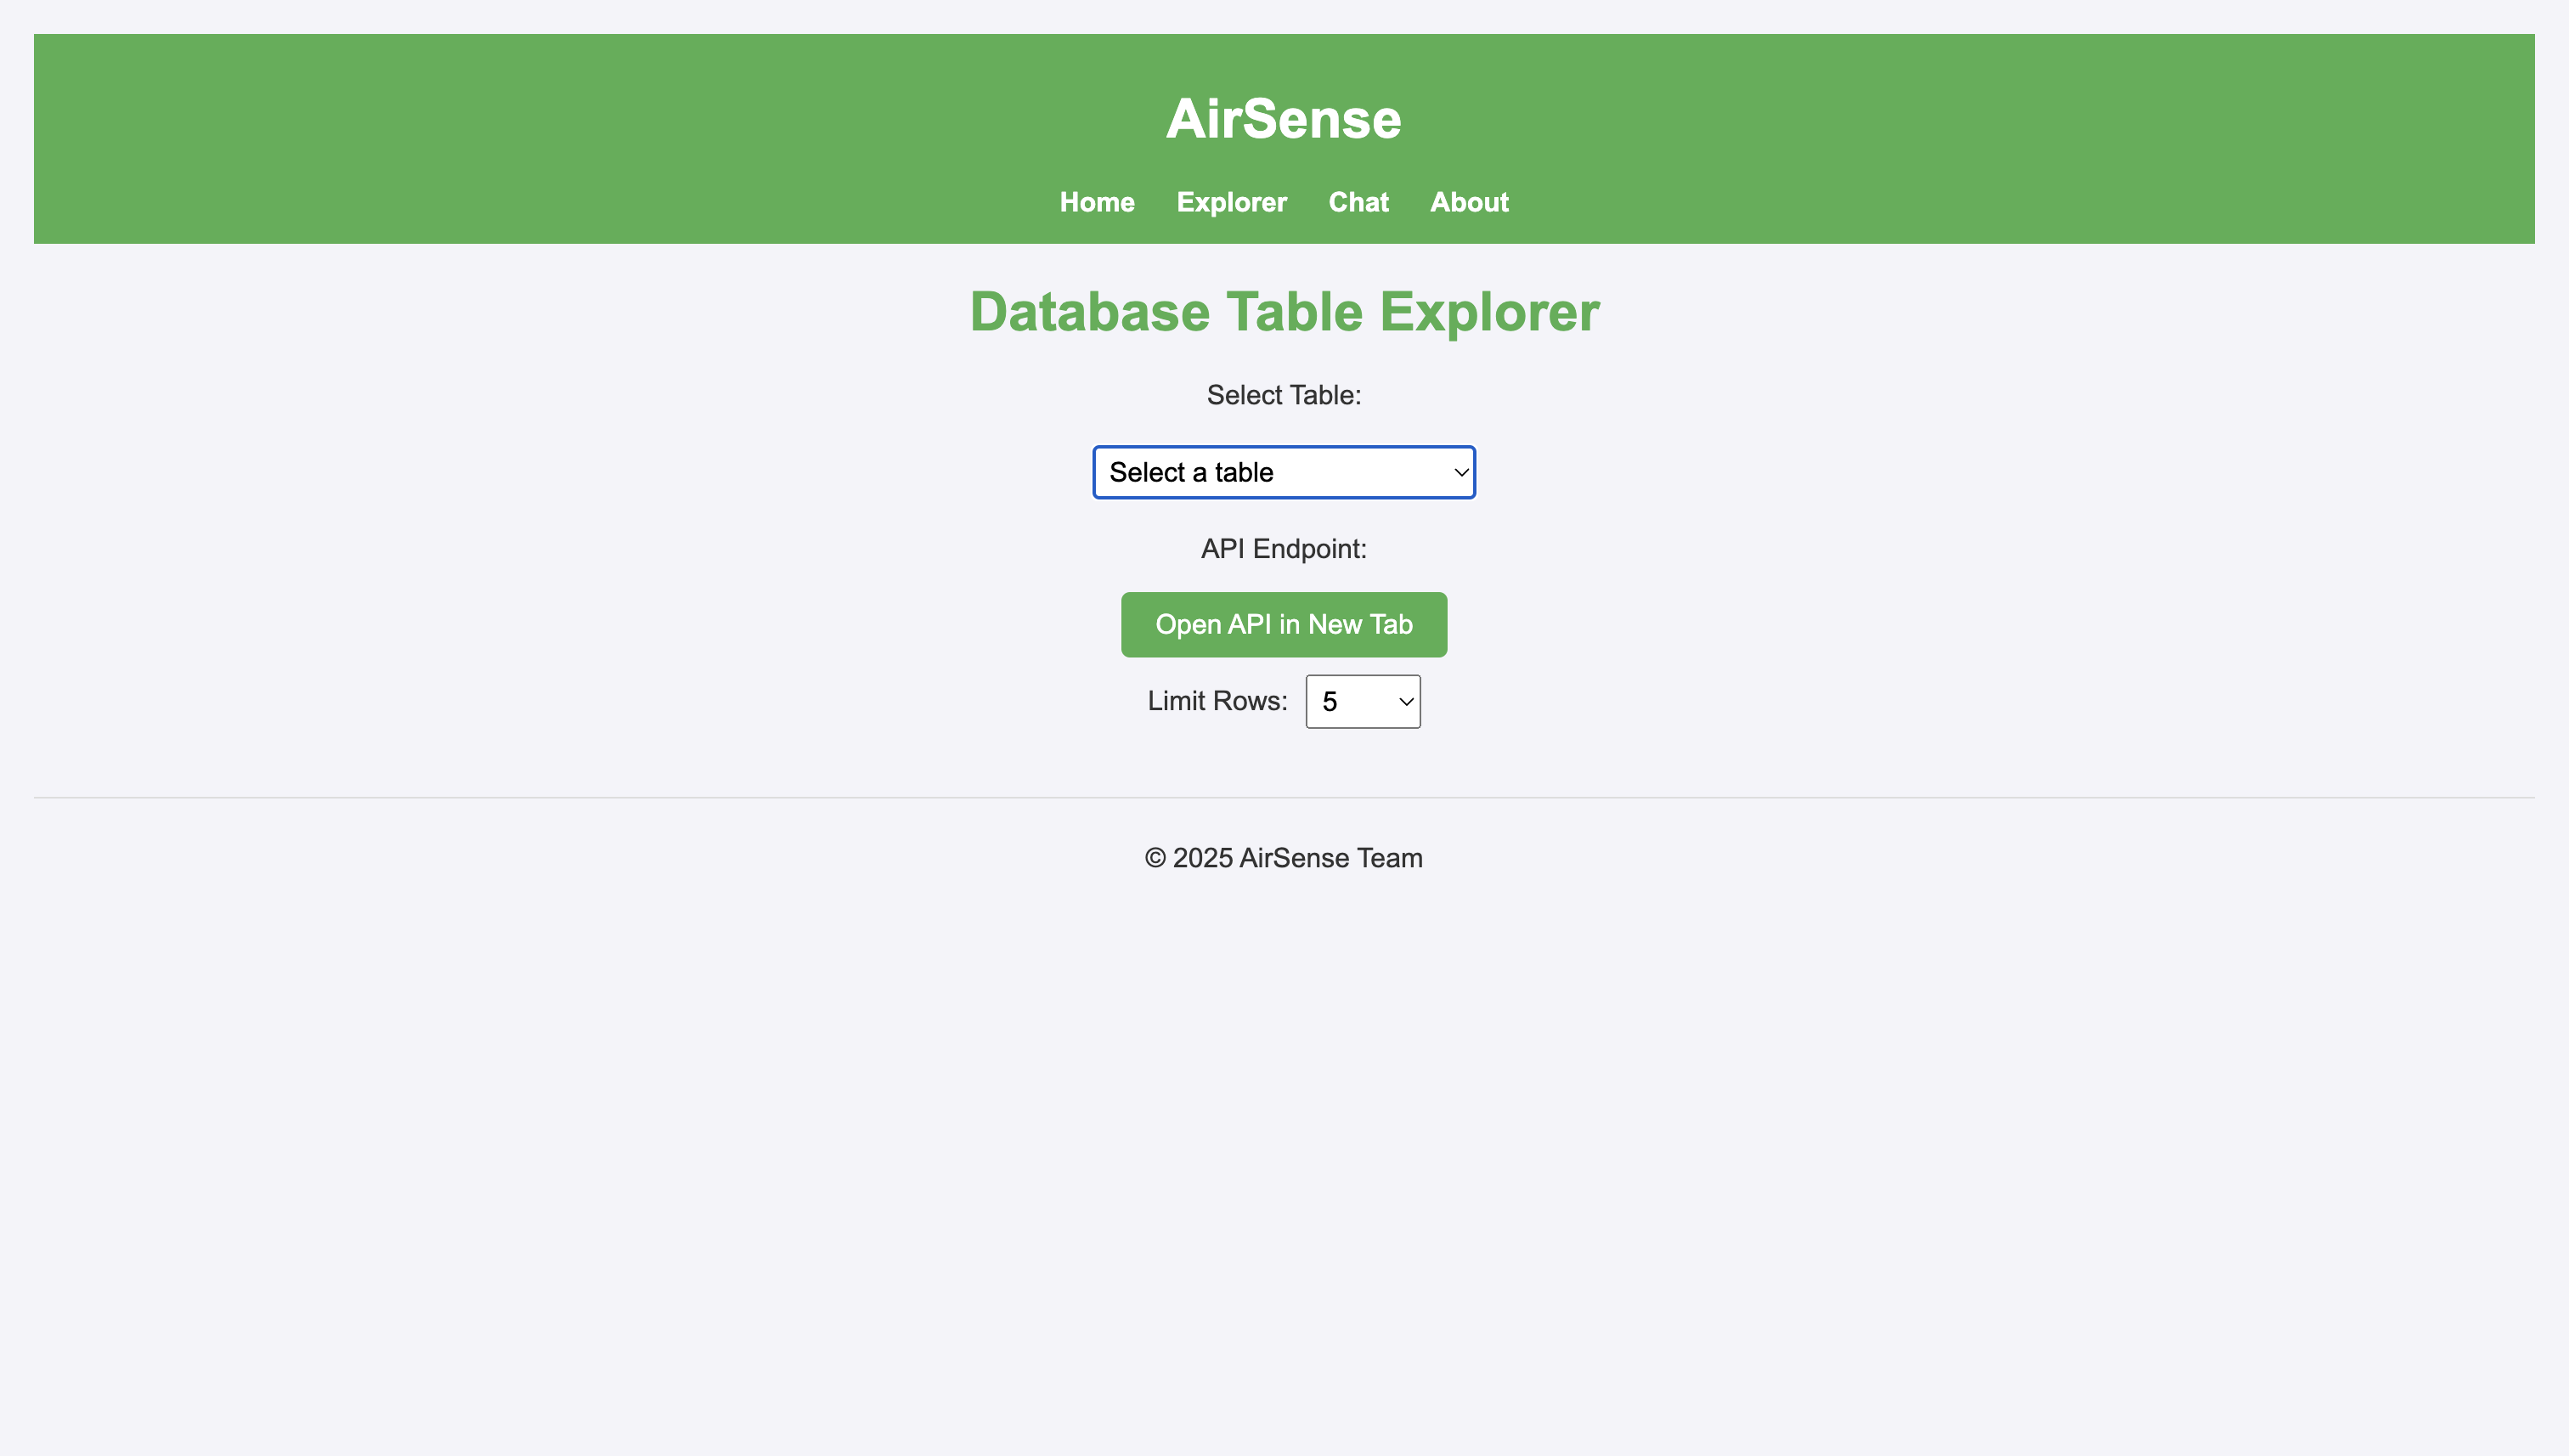 AirSense
Home Explorer Chat About
Database Table Explorer
Select Table:
Select a table
API Endpoint:
Open API in New Tab
Limit Rows: 5
© 2025 AirSense Team